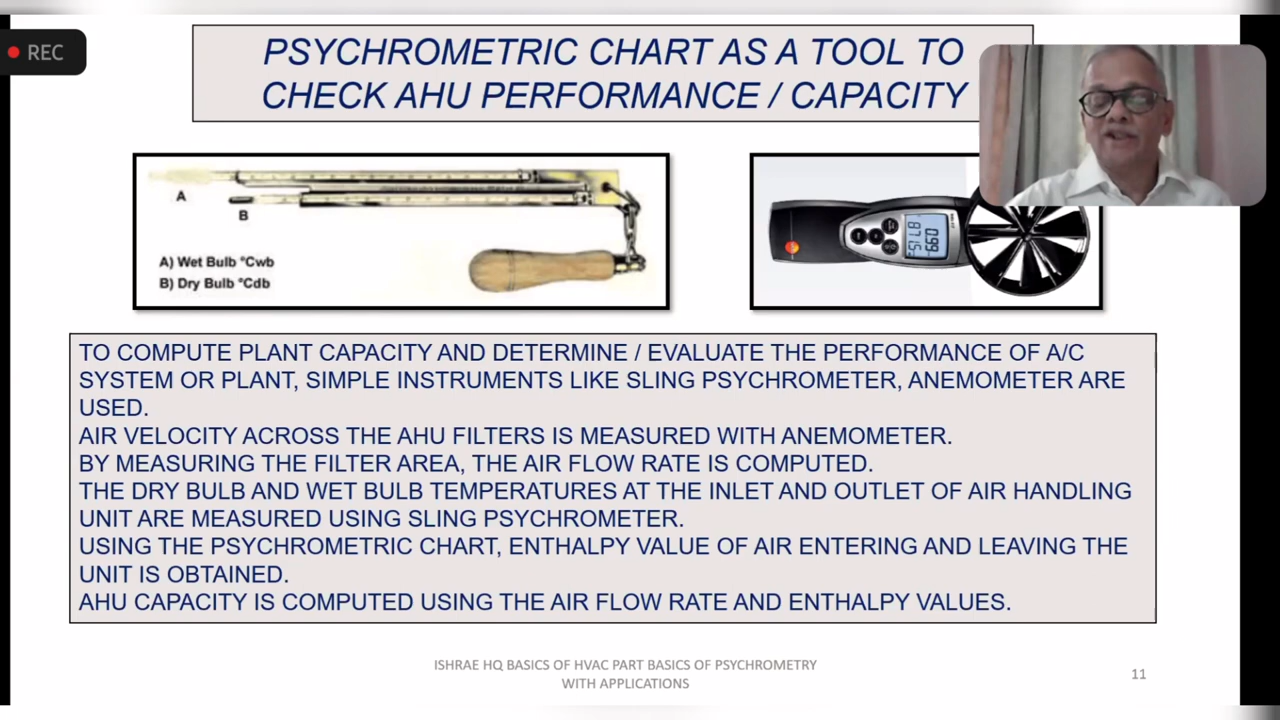 REC
PSYCHROMETRIC CHART AS A TOOL TO
CHECK AHU PERFORMANCE / CAPACITY
A
B
A) Wet Bulb °Cwb
B) Dry Bulb °Cdb
TO COMPUTE PLANT CAPACITY AND DETERMINE / EVALUATE THE PERFORMANCE OF A/C
SYSTEM OR PLANT, SIMPLE INSTRUMENTS LIKE SLING PSYCHROMETER, ANEMOMETER ARE
USED.
AIR VELOCITY ACROSS THE AHU FILTERS IS MEASURED WITH ANEMOMETER.
BY MEASURING THE FILTER AREA, THE AIR FLOW RATE IS COMPUTED.
THE DRY BULB AND WET BULB TEMPERATURES AT THE INLET AND OUTLET OF AIR HANDLING
UNIT ARE MEASURED USING SLING PSYCHROMETER.
USING THE PSYCHROMETRIC CHART, ENTHALPY VALUE OF AIR ENTERING AND LEAVING THE
UNIT IS OBTAINED.
AHU CAPACITY IS COMPUTED USING THE AIR FLOW RATE AND ENTHALPY VALUES.
ISHRAE HQ BASICS OF HVAC PART BASICS OF PSYCHROMETRY
WITH APPLICATIONS
11